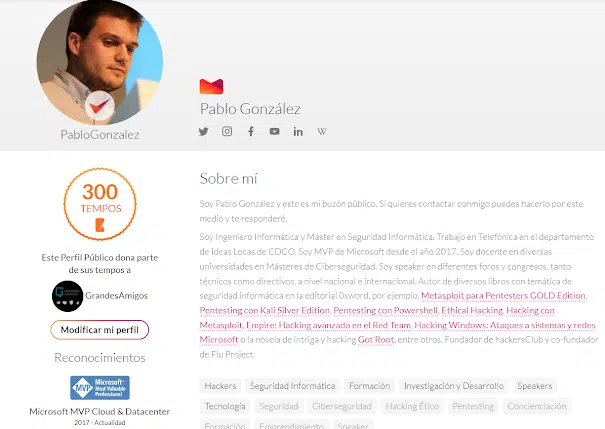 Pablo González
PabloGonzalez
W
Sobre mí
Soy Pablo González y este es mi buzón público. Si quieres contactar conmigo puedes hacerlo por este
medio y te responderé.
Soy Ingeniero Informática y Máster en Seguridad Informática. Trabajo en Telefónica en el departamento
de Ideas Locas de CDCO. Soy MVP de Microsoft desde el año 2017. Soy docente en diversas
universidades en Másteres de Ciberseguridad. Soy speaker en diferentes foros y congresos, tanto
técnicos como directivos, a nivel nacional e internacional. Autor de diversos libros con temática de
seguridad informática en la editorial 0xword, por ejemplo, Metasploit para Pentesters GOLD Edition,
Pentesting con Kali Silver Edition, Pentesting con Powershell, Ethical Hacking, Hacking con
Metasploit, Empire: Hacking avanzado en el Red Team, Hacking Windows: Ataques a sistemas y redes
Microsoft o la novela de intriga y hacking Got Root, entre otros. Fundador de hackersClub y co-fundador
de Flu Project.
Hackers Seguridad Informática Formación Investigación y Desarrollo Speakers
Tecnología Seguridad Ciberseguridad Hacking Ético Pentesting Concienciación
Formación Emprendimiento Speaker
300
TEMPOS
Este Perfil Público dona parte
de sus tempos a
GrandesAmigos
Modificar mi perfil
Reconocimientos
MVP Microsoft®
Most Valuable
Professional
Microsoft MVP Cloud & Datacenter
2017 - Actualidad